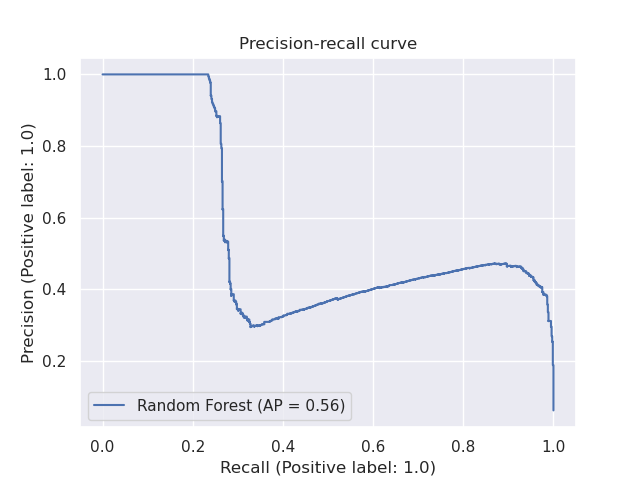 Precision-recall curve
1.0
0.8
0.6
0.4
0.2
Precision (Positive label: 1.0)
Random Forest (AP = 0.56)
0.0 0.2 0.4 0.6 0.8 1.0
Recall (Positive label: 1.0)